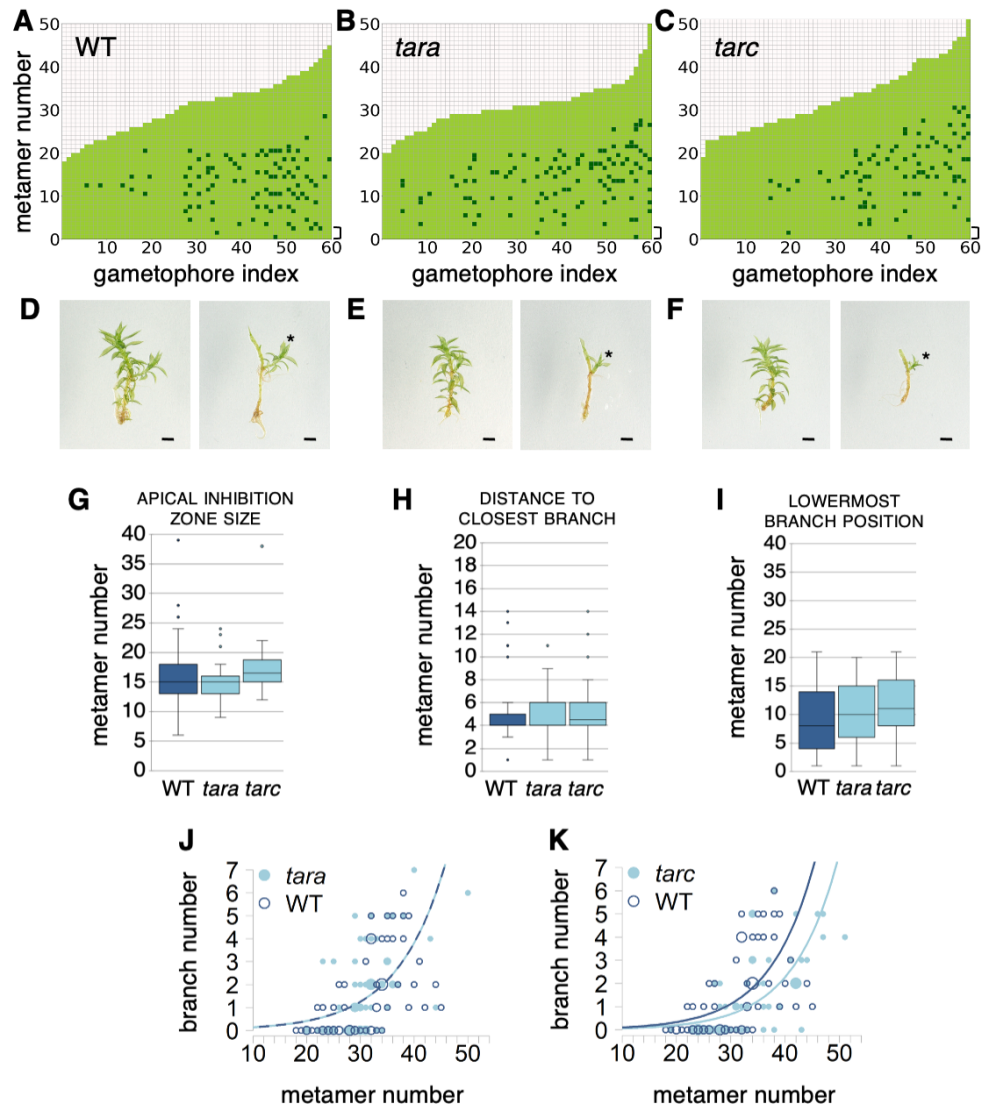 A
B
C
WT
tara
tarc
metamer number
50
40
30
20
10
0
10 20 30 40 50 60
gametophore index
50
40
30
20
10
0
10 20 30 40 50 60
gametophore index
50
40
30
20
10
0
10 20 30 40 50 60
gametophore index
D
*
E
*
F
*
G
APICAL INHIBITION
ZONE SIZE
metamer number
40
35
30
25
20
15
10
5
0
WT tara tarc
H
DISTANCE TO
CLOSEST BRANCH
metamer number
20
18
16
14
12
11
8
6
4
2
0
WT tara tarc
I
LOWERMOST
BRANCH POSITION
metamer number
40
35
30
25
20
15
10
5
0
WT tara tarc
J
branch number
7
6
5
4
3
2
1
0
tara
WT
10 20 30 40 50
metamer number
K
branch number
7
6
5
4
3
2
1
0
tarc
WT
10 20 30 40 50
metamer number